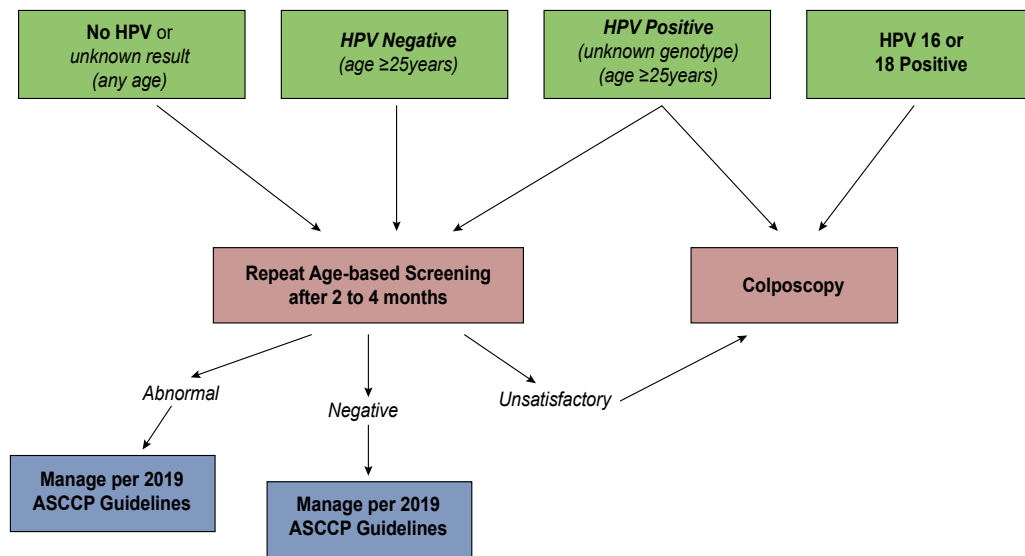 No HPV or
unknown result
(any age)
HPV Negative
(age ≥25years)
HPV Positive
(unknown genotype)
(age ≥25years)
HPV 16 or
18 Positive
Repeat Age-based Screening
after 2 to 4 months
Colposcopy
Abnormal
Negative
Unsatisfactory
Manage per 2019
ASCCP Guidelines
Manage per 2019
ASCCP Guidelines